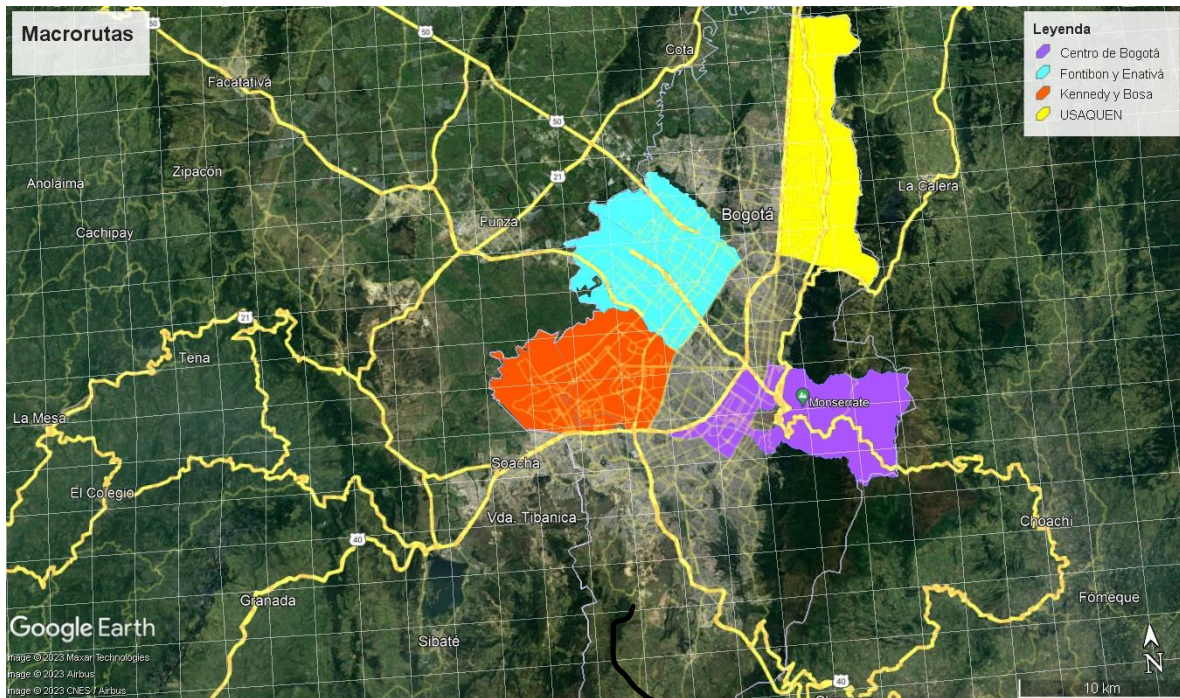 Macrorutas
Leyenda
Centro de Bogotá
Fontibon y Enativá
Kennedy y Bosa
USAQUEN
50
50
Cota
Facatativá
50
21
Zipacón
Anolaima
La Calera
Funza
Bogotá
Cachipay
21
Tena
La Mesa
Monserrate
Soacha
El Colegio
Vda. Tibanica
Choachí
40
Granada
Fómeque
Google Earth
Sibaté
Image © 2023 Maxar Technologies
Image © 2023 Airbus
Image © 2023 CNES / Airbus
40
N
10 km